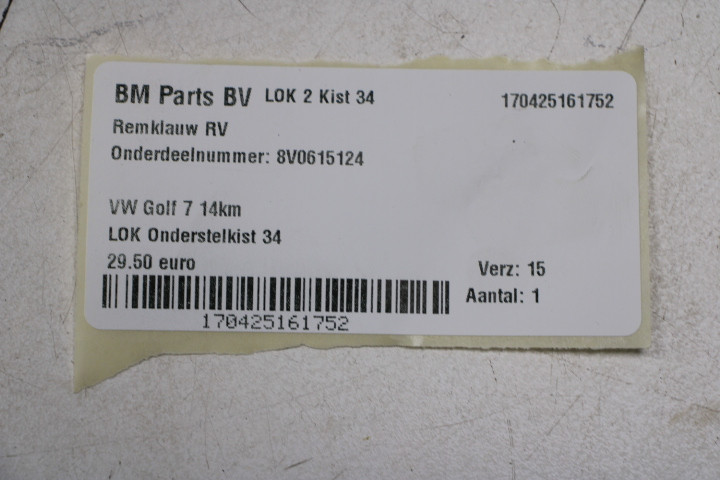 BM Parts BV LOK 2 Kist 34 170425161752
Remklauw RV
Onderdeelnummer: 8V0615124
VW Golf 7 14km
LOK Onderstelkist 34
29.50 euro Verz: 15
Aantal: 1
170425161752